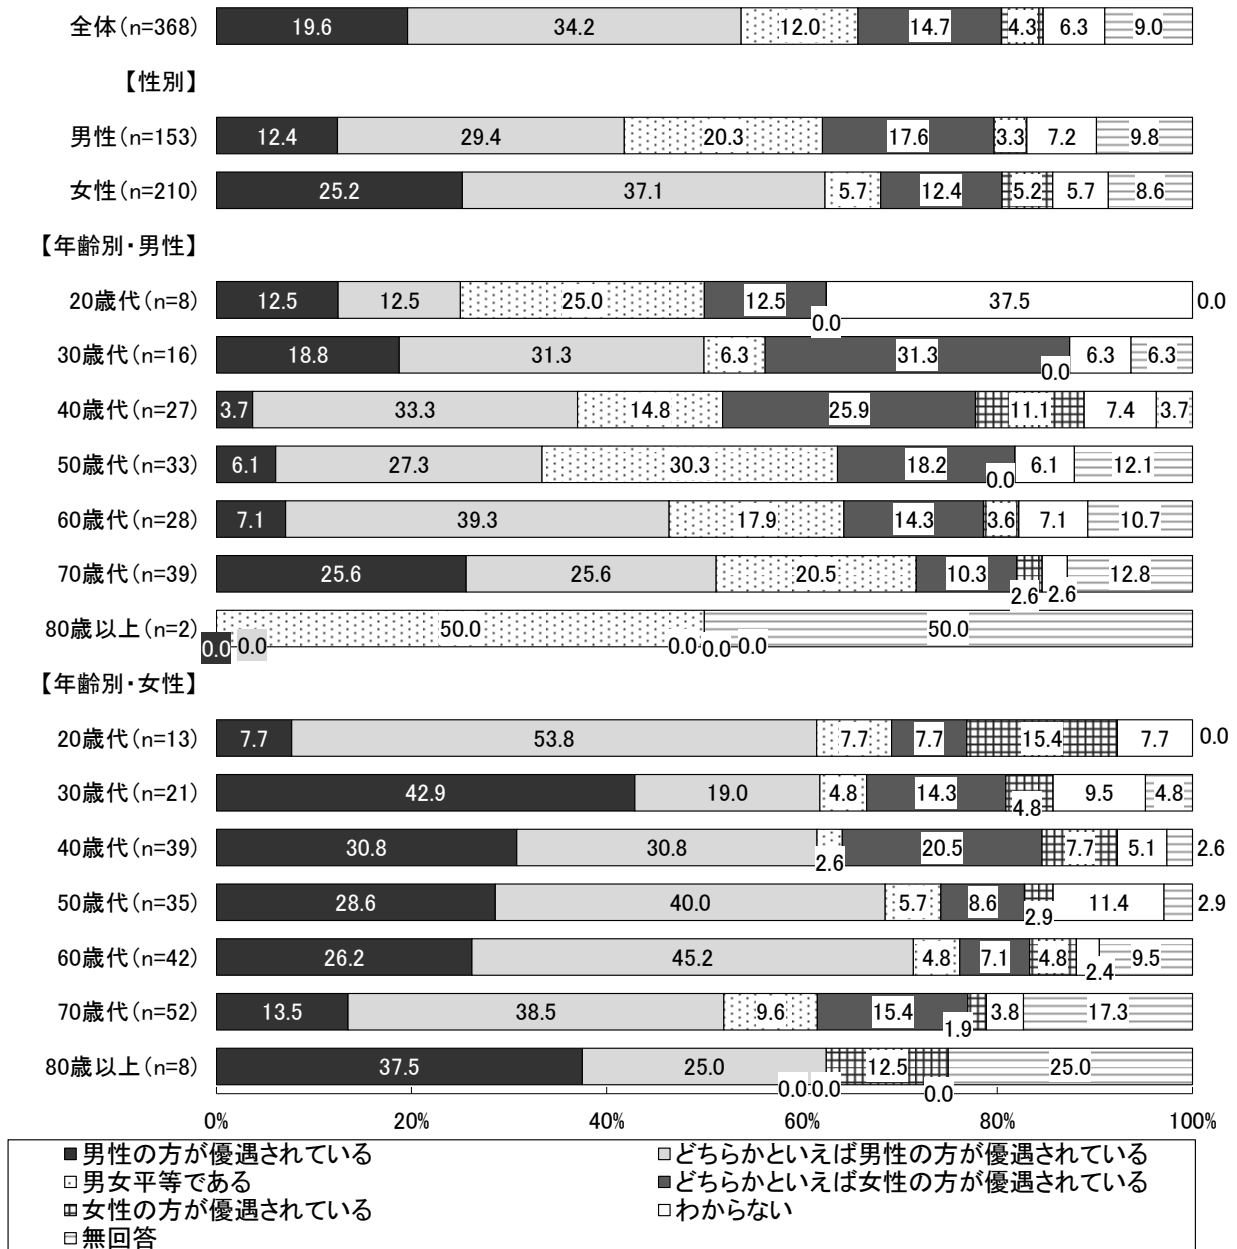 全体(n=368) 19.6 34.2 12.0 14.7 4.3 6.3 9.0
【性別】
男性(n=153) 12.4 29.4 20.3 17.6 3.3 7.2 9.8
女性(n=210) 25.2 37.1 5.7 12.4 5.2 5.7 8.6
【年齢別・男性】
20歳代(n=8) 12.5 12.5 25.0 12.5 0.0 37.5 0.0
30歳代(n=16) 18.8 31.3 6.3 31.3 0.0 6.3 6.3
40歳代(n=27) 3.7 33.3 14.8 25.9 11.1 7.4 3.7
50歳代(n=33) 6.1 27.3 30.3 18.2 0.0 6.1 12.1
60歳代(n=28) 7.1 39.3 17.9 14.3 3.6 7.1 10.7
70歳代(n=39) 25.6 25.6 20.5 10.3 2.6 2.6 12.8
80歳以上(n=2) 0.0 0.0 50.0 0.0 0.0 0.0 50.0
【年齢別・女性】
20歳代(n=13) 7.7 53.8 7.7 7.7 15.4 7.7 0.0
30歳代(n=21) 42.9 19.0 4.8 14.3 4.8 9.5 4.8
40歳代(n=39) 30.8 30.8 2.6 20.5 7.7 5.1 2.6
50歳代(n=35) 28.6 40.0 5.7 8.6 2.9 11.4 2.9
60歳代(n=42) 26.2 45.2 4.8 7.1 4.8 2.4 9.5
70歳代(n=52) 13.5 38.5 9.6 15.4 1.9 3.8 17.3
80歳以上(n=8) 37.5 25.0 0.0 0.0 12.5 0.0 25.0
0% 20% 40% 60% 80% 100%
男性の方が優遇されている どちらかといえば男性の方が優遇されている
男女平等である どちらかといえば女性の方が優遇されている
女性の方が優遇されている わからない
無回答